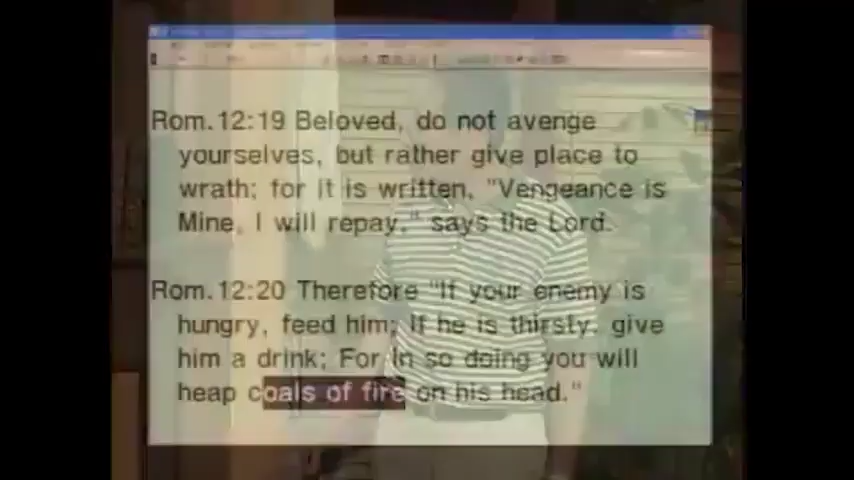 Rom.12:19 Beloved, do not avenge
yourselves, but rather give place to
wrath; for it is written, "Vengeance is
Mine, I will repay," says the Lord.
Rom.12:20 Therefore "If your enemy is
hungry, feed him; If he is thirsty, give
him a drink; For in so doing you will
heap coals of fire on his head."